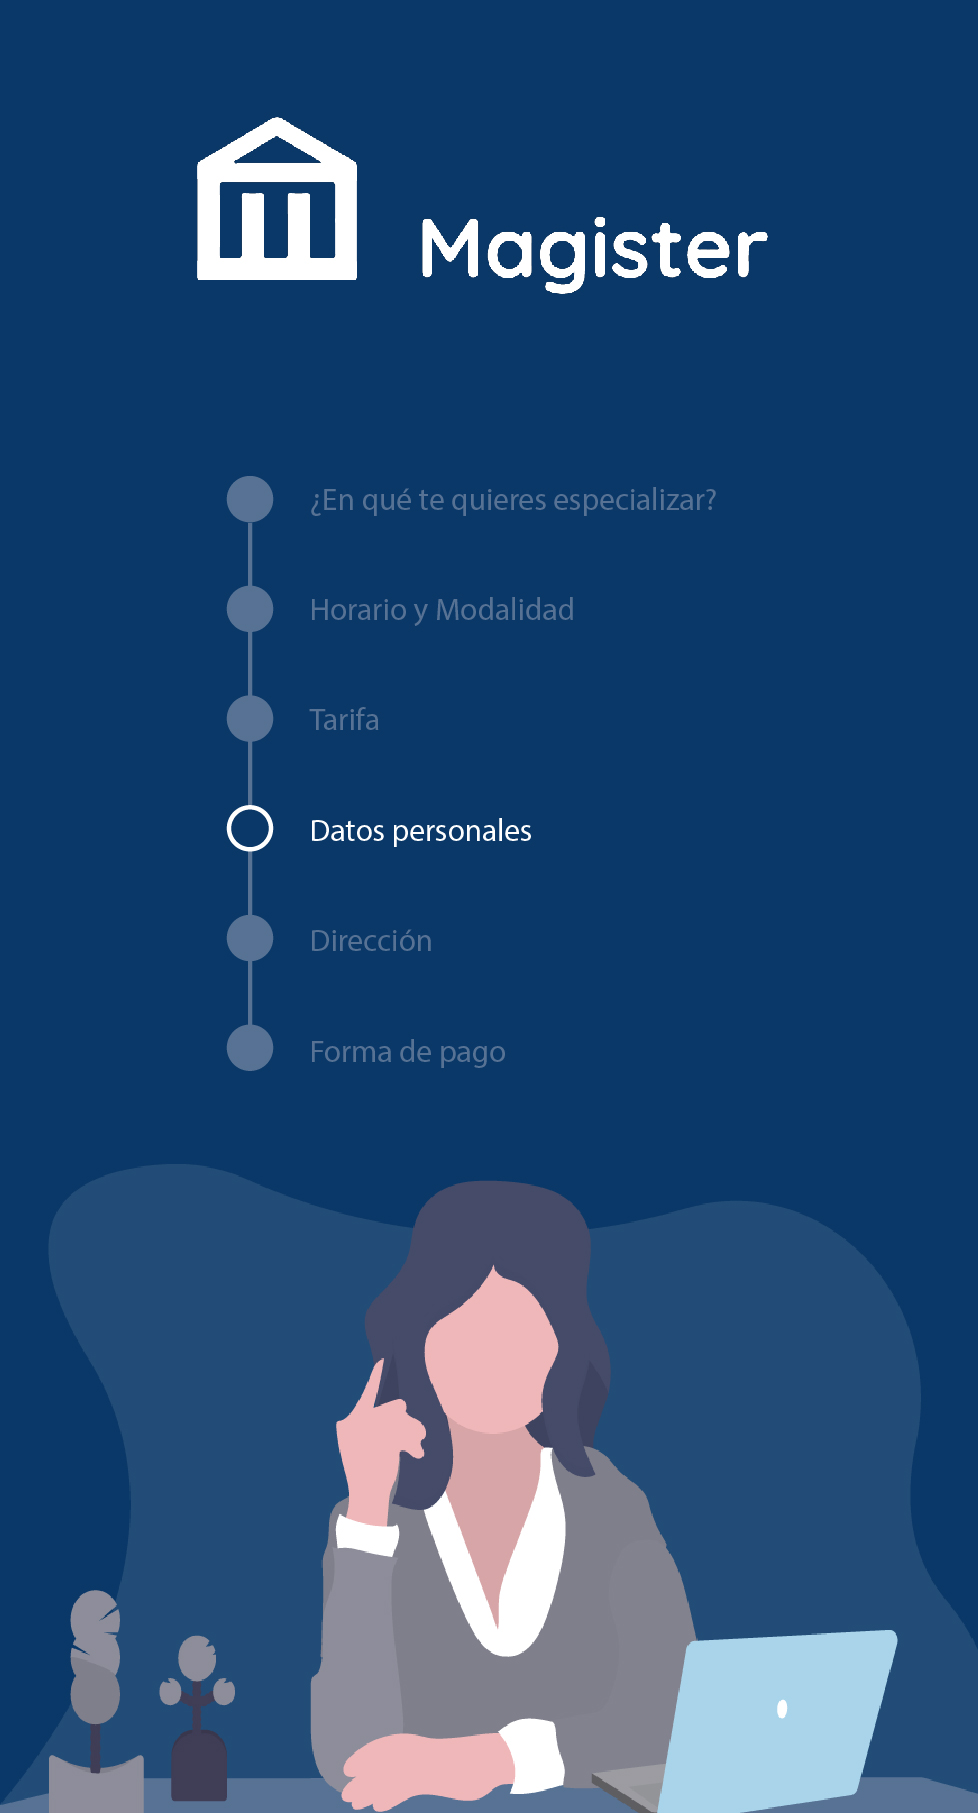 Magister
¿En qué te quieres especializar?
Horario y Modalidad
Tarifa
Datos personales
Dirección
Forma de pago